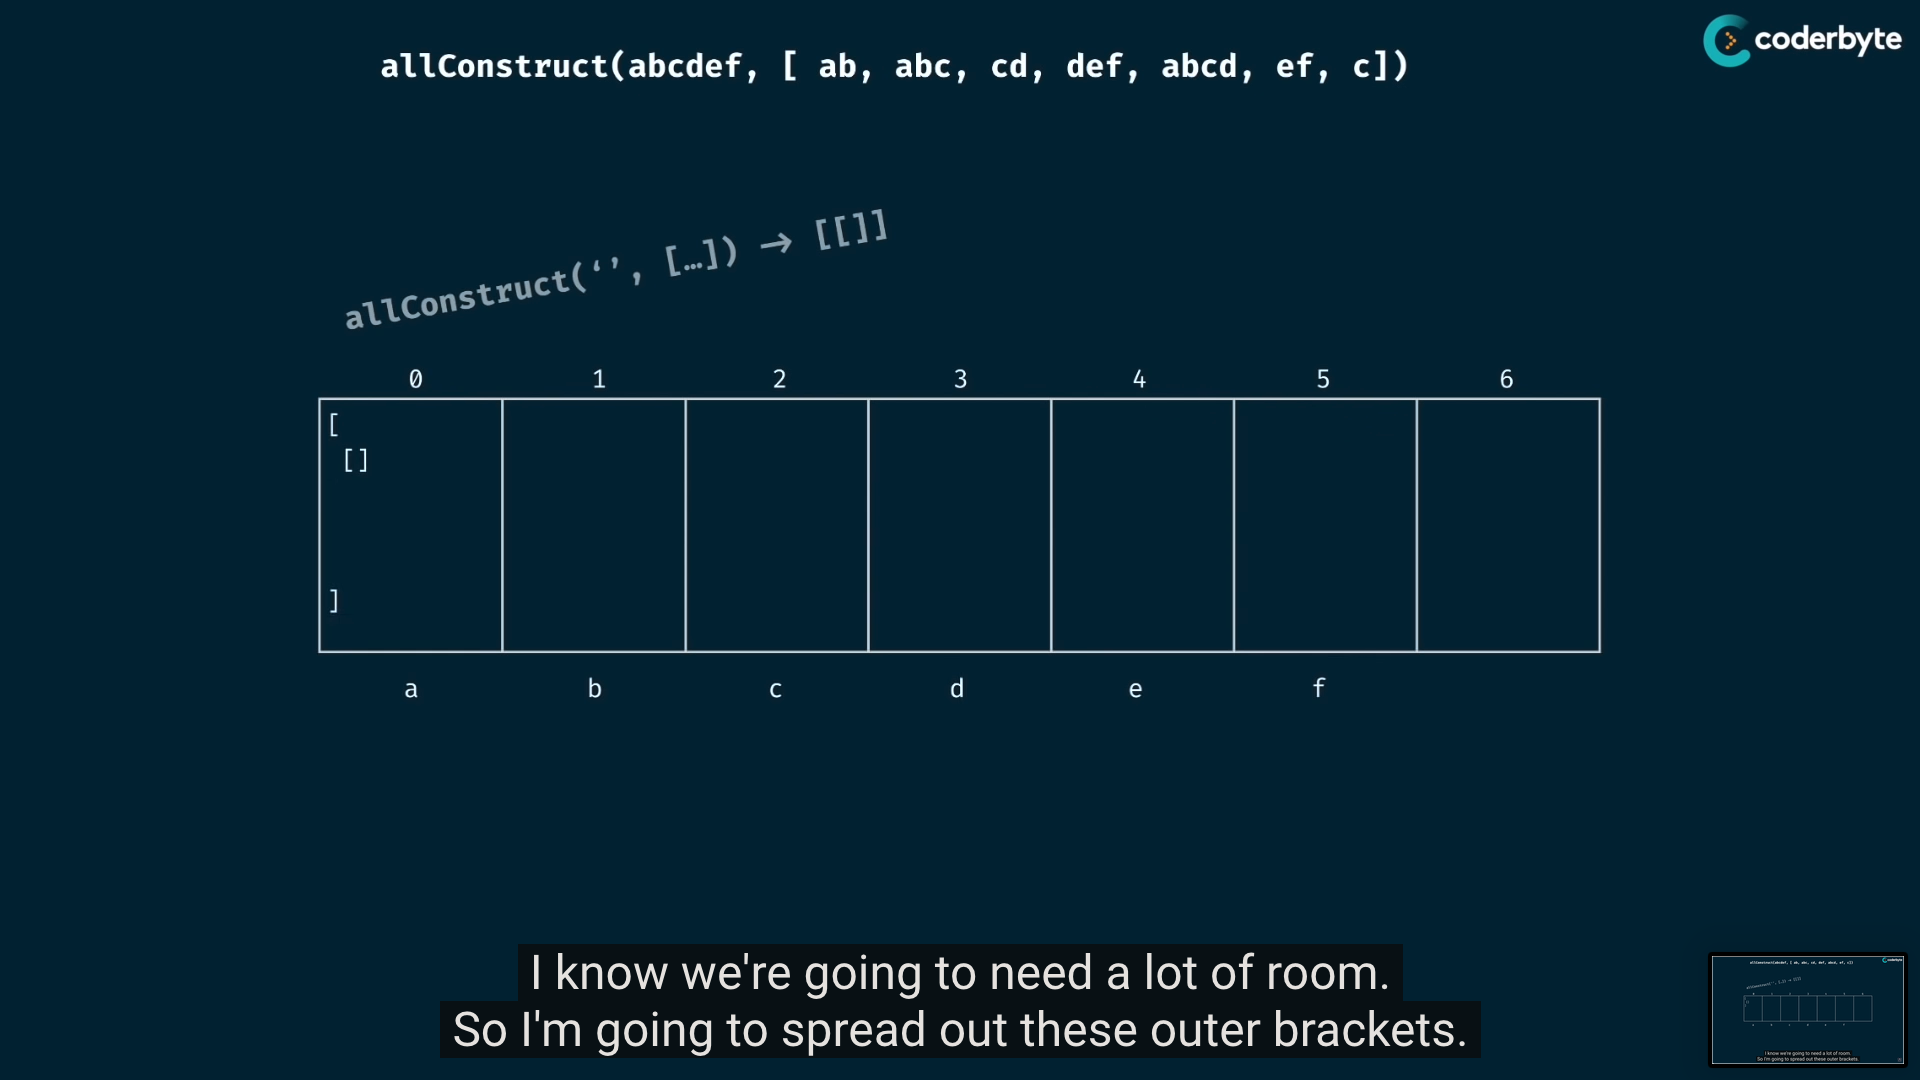 coderbyte
allConstruct(abcdef, [ ab, abc, cd, def, abcd, ef, c])
allConstruct(‘’, […]) → [[]]
0 1 2 3 4 5 6
[
[]
]
a b c d e f
I know we're going to need a lot of room.
So I'm going to spread out these outer brackets.